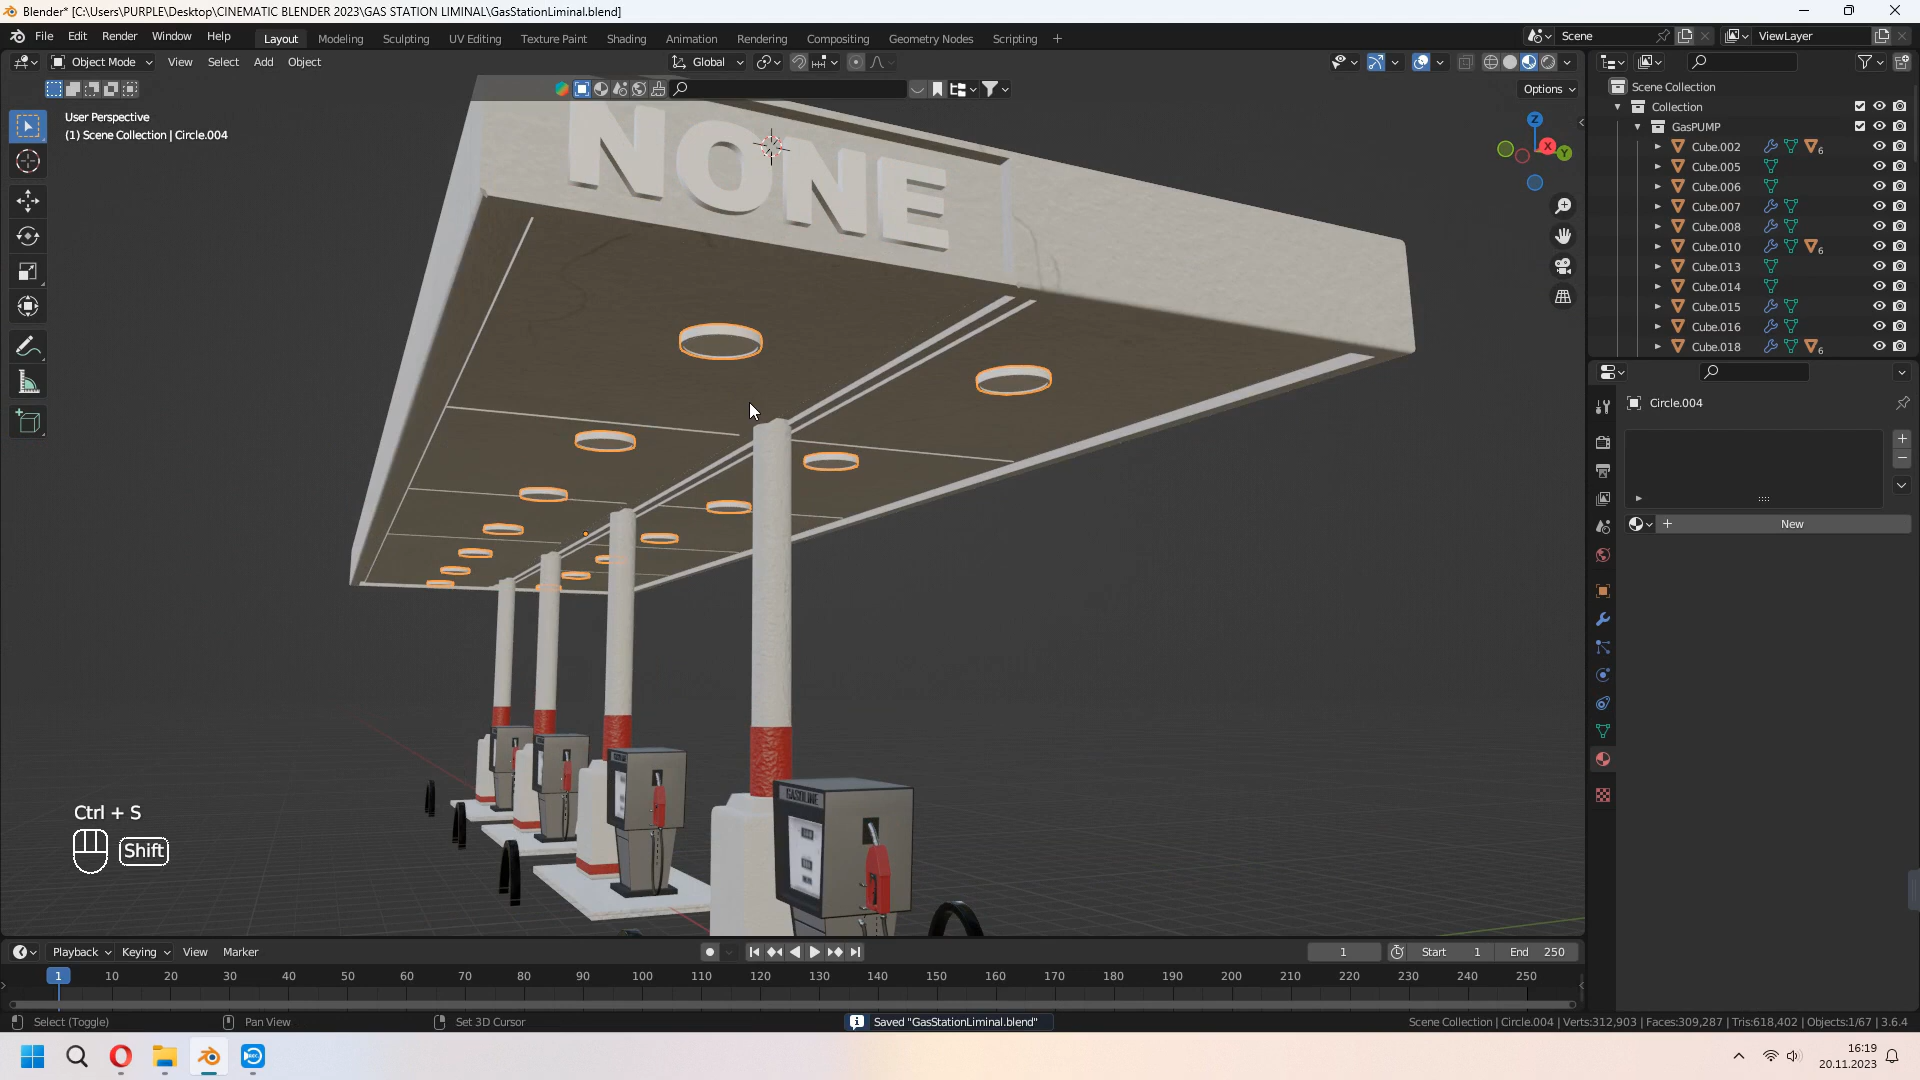 Blender* [C:\Users\PURPLE\Desktop\CINEMATIC BLENDER 2023\GAS STATION LIMINAL\GasStationLiminal.blend]
File Edit Render Window Help Layout Modeling Sculpting UV Editing Texture Paint Shading Animation Rendering Compositing Geometry Nodes Scripting +
Scene
ViewLayer
Object Mode View Select Add Object
Global
Options
User Perspective
(1) Scene Collection | Circle.004
NONE
Z
X
Y
GASOLINE
Ctrl + S
Shift
Scene Collection
Collection
GasPUMP
Cube.002 6
Cube.005
Cube.006
Cube.007
Cube.008
Cube.010 6
Cube.013
Cube.014
Cube.015
Cube.016
Cube.018 6
Circle.004
New
Playback Keying View Marker
1 Start 1 End 250
1 10 20 30 40 50 60 70 80 90 100 110 120 130 140 150 160 170 180 190 200 210 220 230 240 250
Select (Toggle) Pan View Set 3D Cursor
Saved "GasStationLiminal.blend"
Scene Collection | Circle.004 | Verts:312,903 | Faces:309,287 | Tris:618,402 | Objects:1/67 | 3.6.4
16:19
20.11.2023